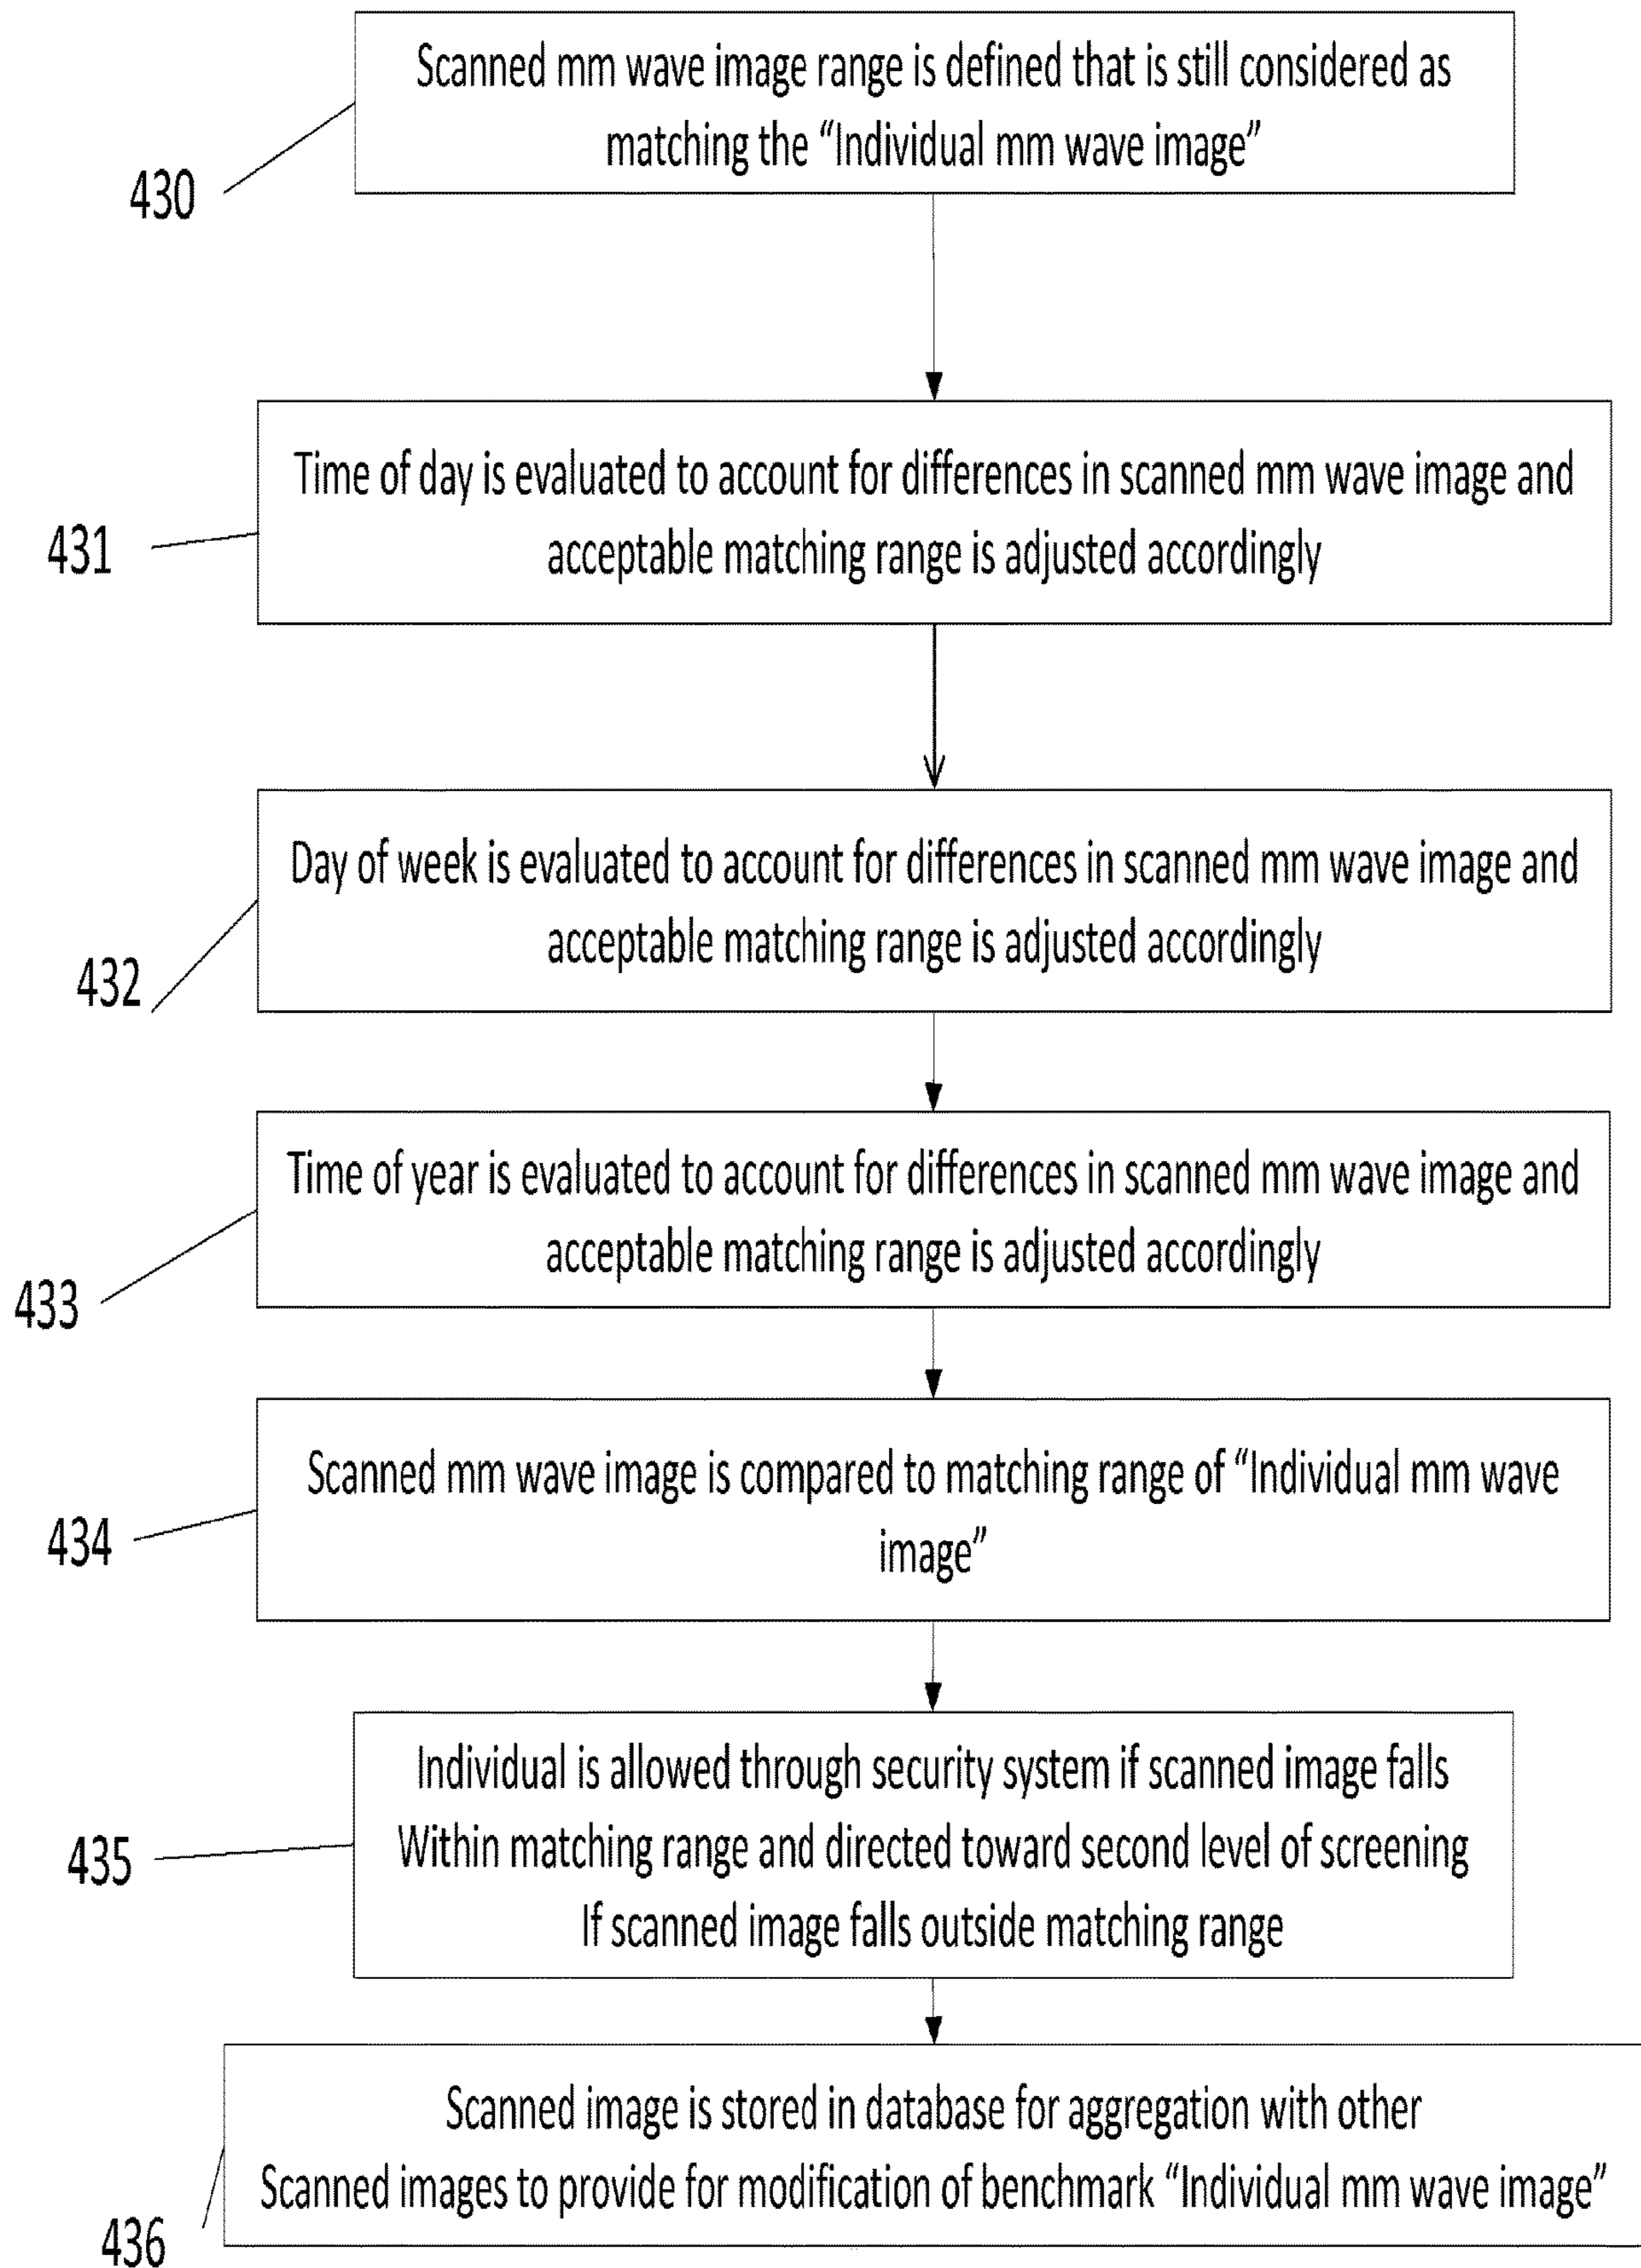 Scanned mm wave image range is defined that is still considered as
matching the “Individual mm wave image”
430
Time of day is evaluated to account for differences in scanned mm wave image and
acceptable matching range is adjusted accordingly
431
Day of week is evaluated to account for differences in scanned mm wave image and
acceptable matching range is adjusted accordingly
432
Time of year is evaluated to account for differences in scanned mm wave image and
acceptable matching range is adjusted accordingly
433
Scanned mm wave image is compared to matching range of “Individual mm wave
image”
434
Individual is allowed through security system if scanned image falls
Within matching range and directed toward second level of screening
If scanned image falls outside matching range
435
Scanned image is stored in database for aggregation with other
Scanned images to provide for modification of benchmark “Individual mm wave image”
436